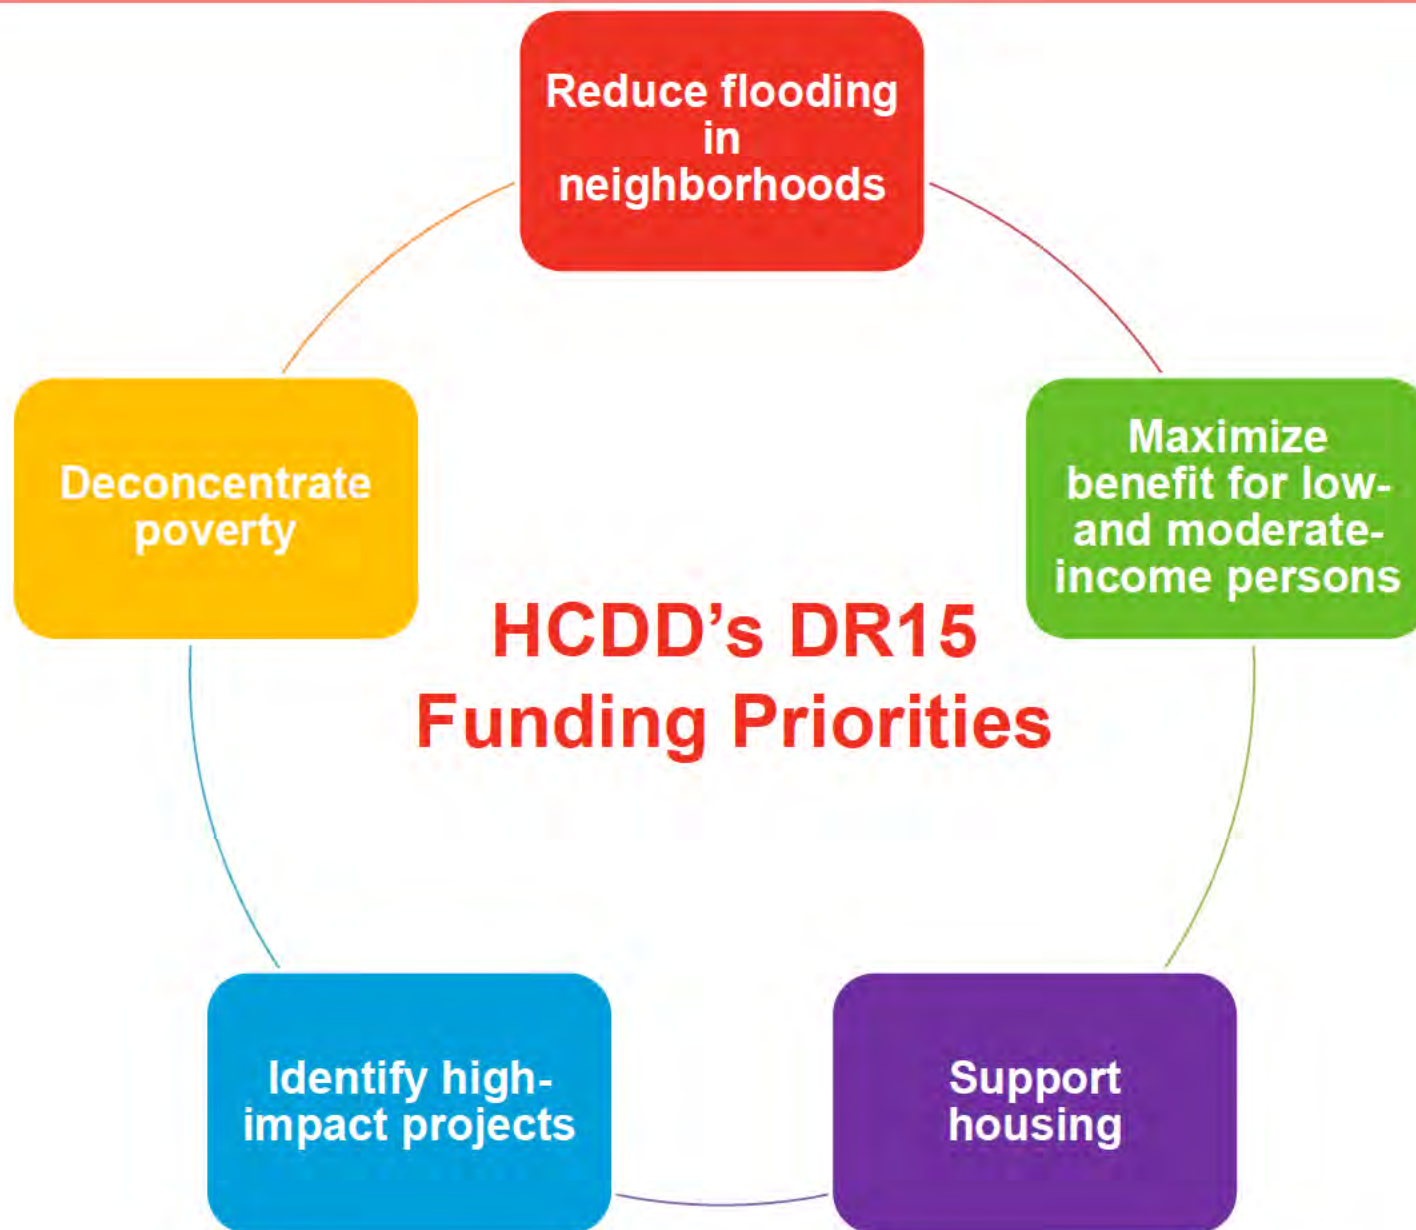 Reduce flooding
in
neighborhoods
Maximize
benefit for low-
and moderate-
income persons
Support
housing
Identify high-
impact projects
Deconcentrate
poverty
HCDD’s DR15
Funding Priorities